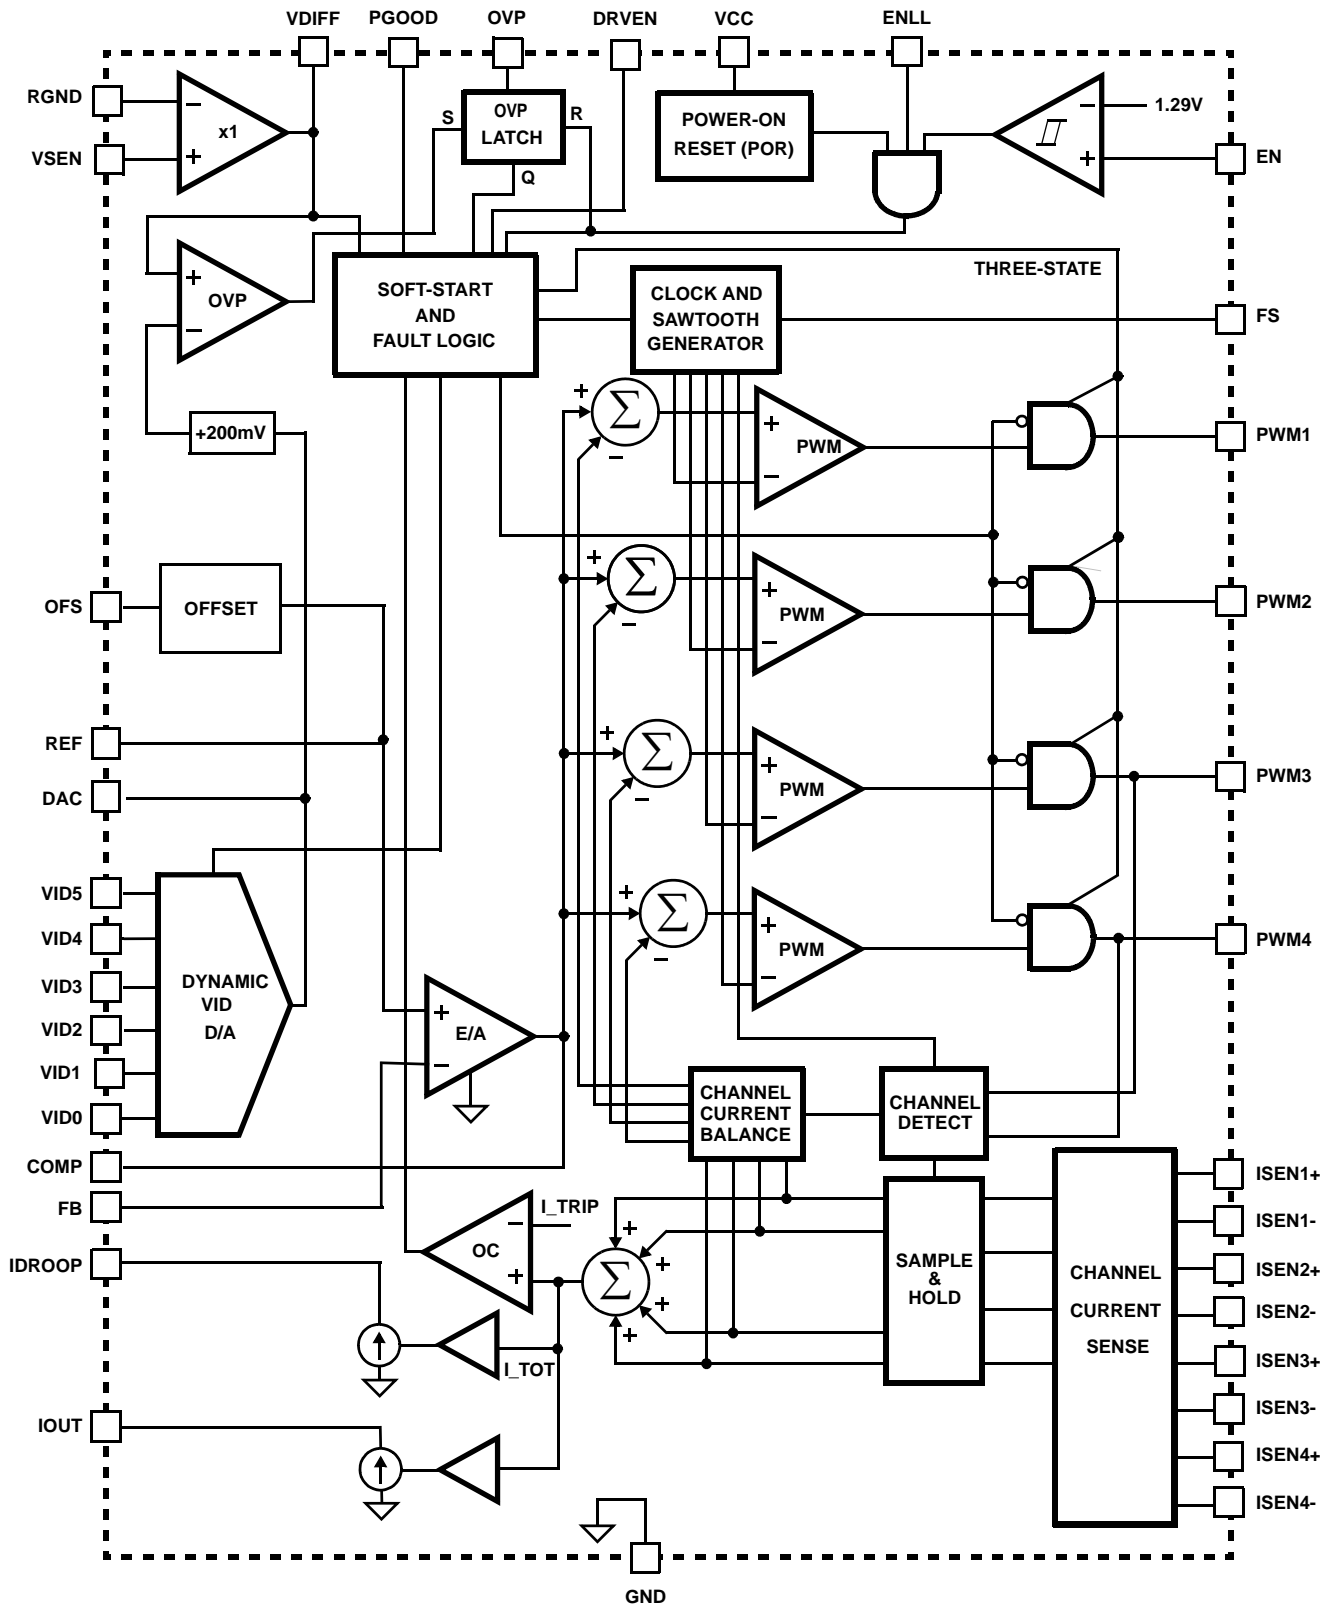 VDIFF PGOOD OVP DRVEN VCC ENLL
RGND
VSEN
− x1 +
S OVP LATCH R
Q
POWER-ON
RESET (POR)
− 1.29V
+
EN
+ OVP −
SOFT-START
AND
FAULT LOGIC
CLOCK AND
SAWTOOTH
GENERATOR
THREE-STATE
FS
+200mV
+ Σ −
+ PWM −
PWM1
OFS
OFFSET
+ Σ −
+ PWM −
PWM2
REF
DAC
+ Σ −
+ PWM −
PWM3
VID5
VID4
VID3
VID2
VID1
VID0
DYNAMIC
VID
D/A
+ Σ −
+ PWM −
PWM4
+ E/A −
CHANNEL
CURRENT
BALANCE
CHANNEL
DETECT
COMP
FB
IDROOP
IOUT
I_TRIP
− OC +
I_TOT
+ + Σ + +
SAMPLE
&
HOLD
CHANNEL
CURRENT
SENSE
ISEN1+
ISEN1-
ISEN2+
ISEN2-
ISEN3+
ISEN3-
ISEN4+
ISEN4-
GND